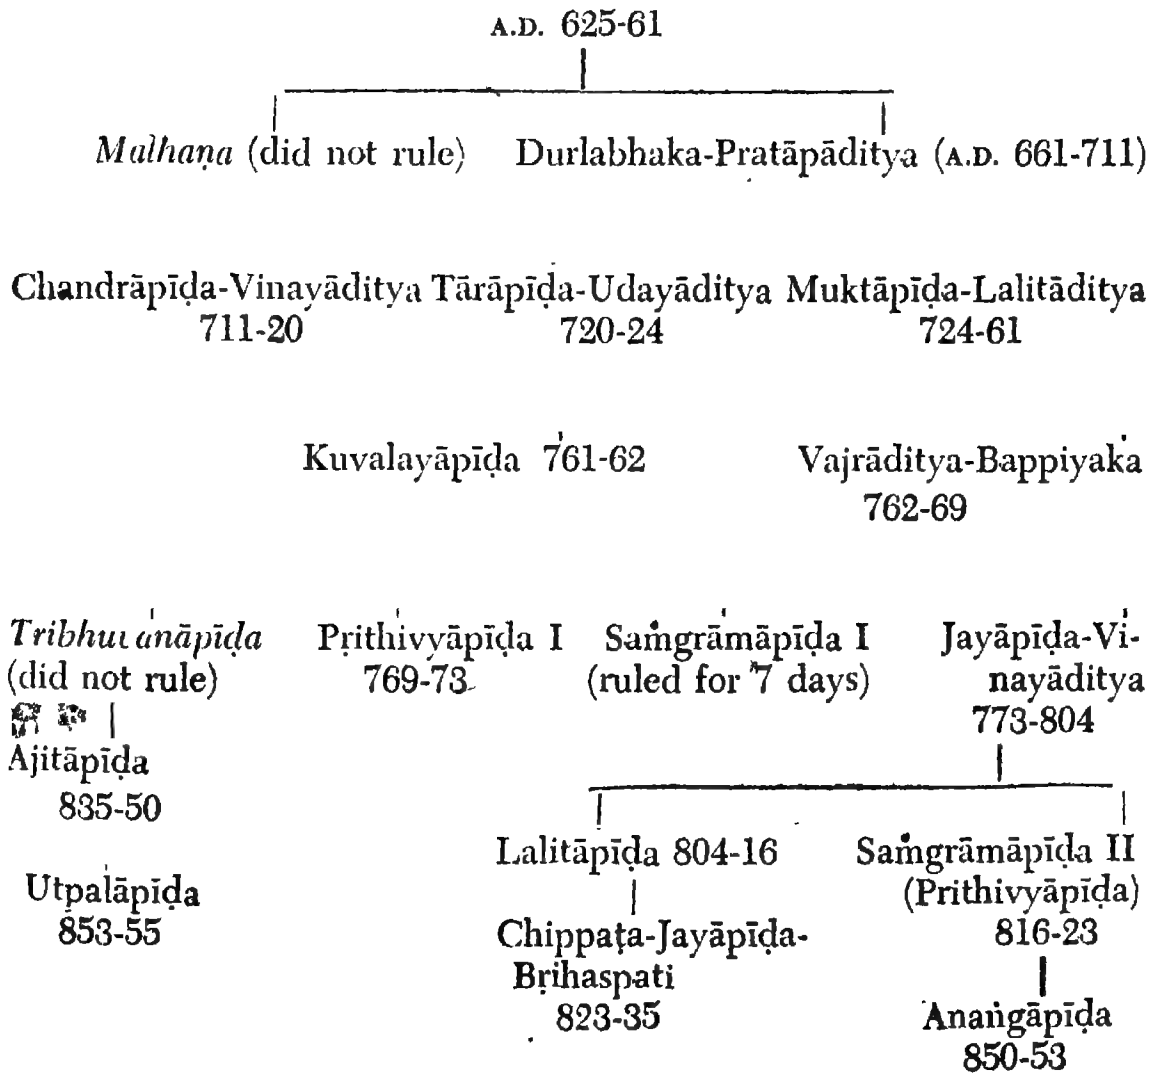 A.D. 625-61
Malhaṇa (did not rule) Durlabhaka-Pratāpāditya (A.D. 661-711)
Chandrāpīḍa-Vinayāditya Tārāpīḍa-Udayāditya Muktāpīḍa-Lalitāditya
711-20 720-24 724-61
Kuvalayāpīḍa 761-62 Vajrāditya-Bappiyaka
762-69
Tribhuvanāpīḍa Pṛithivyāpīḍa I Saṁgrāmāpīḍa I Jayāpīḍa-Vi-
(did not rule) 769-73 (ruled for 7 days) nayāditya
773-804
Ajitāpīḍa
835-50
Lalitāpīḍa 804-16 Saṁgrāmāpīḍa II
Utpalāpīḍa (Prithivyāpīḍa)
853-55 816-23
Chippaṭa-Jayāpīḍa-
Bṛihaspati
823-35 Anaṅgāpīḍa
850-53